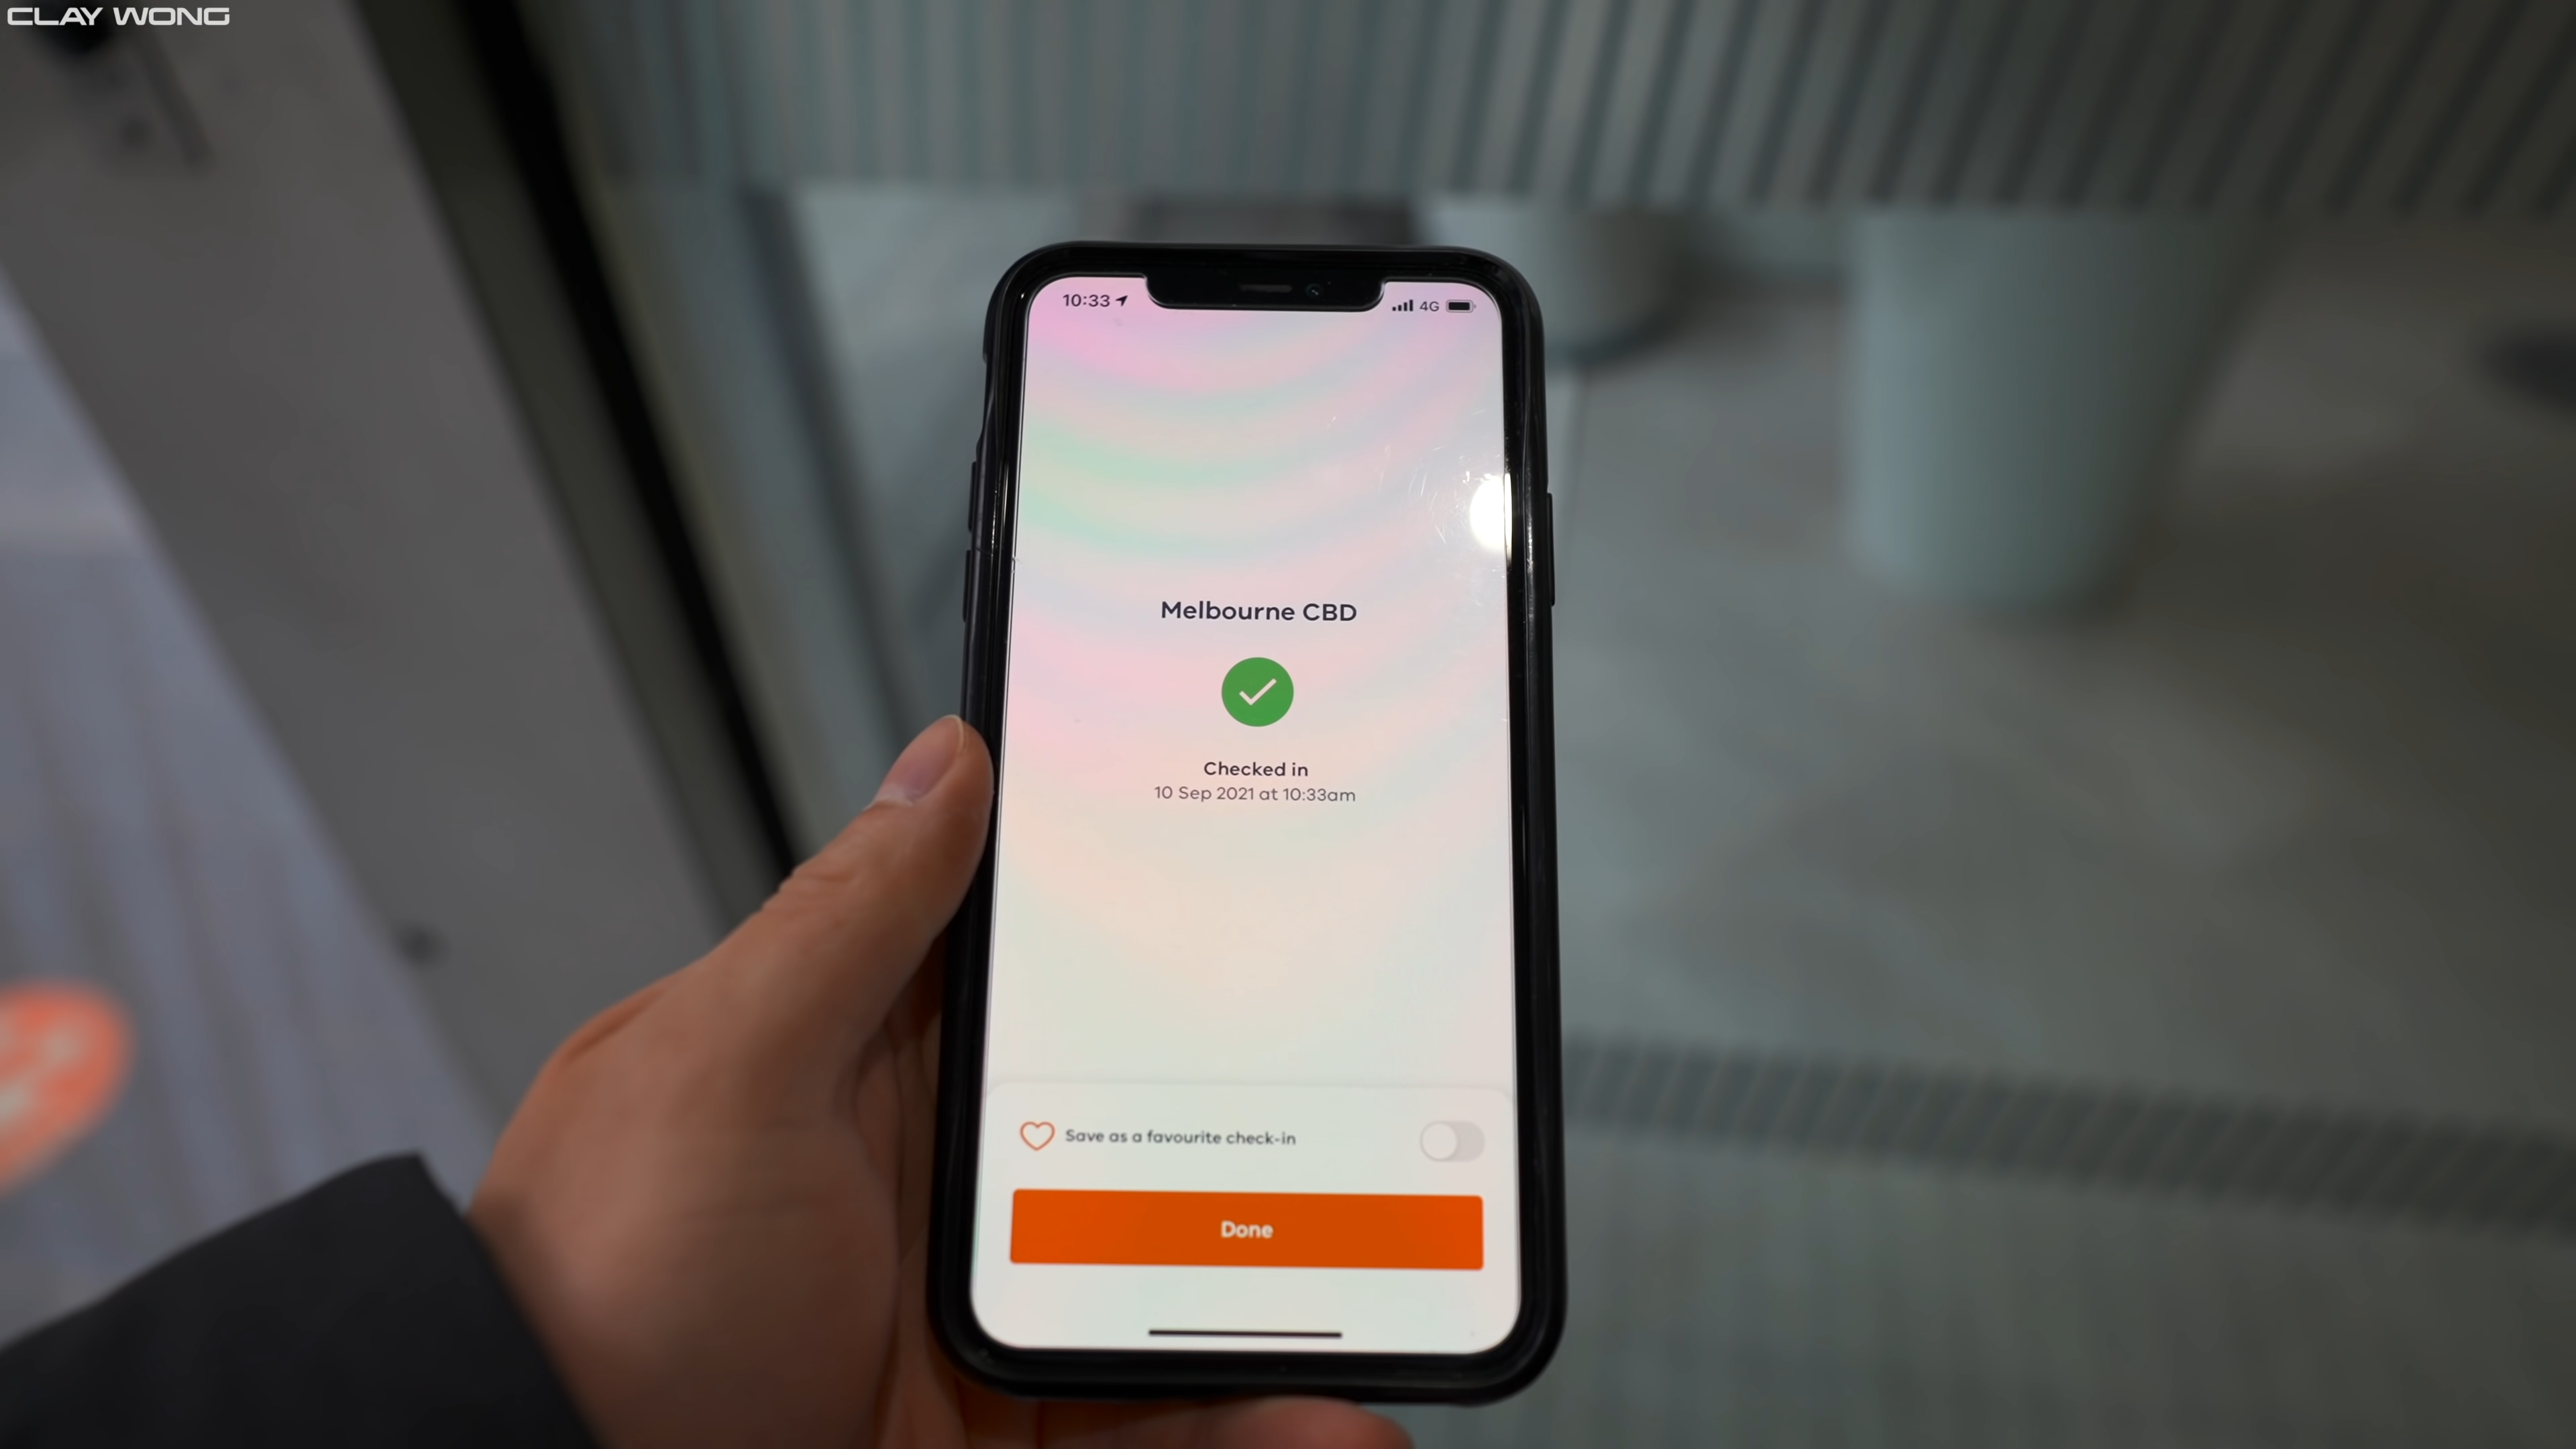 CLAY WONG
10:33
4G
Melbourne CBD
Checked in
10 Sep 2021 at 10:33am
Save as a favourite check-in
Done